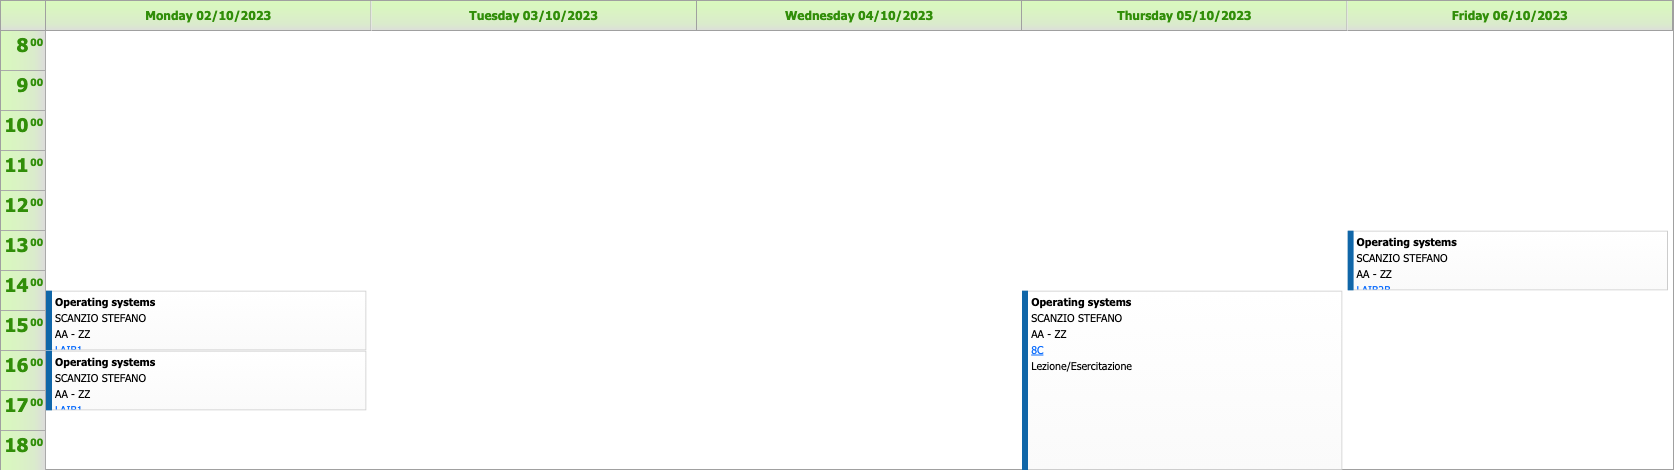 Monday 02/10/2023 Tuesday 03/10/2023 Wednesday 04/10/2023 Thursday 05/10/2023 Friday 06/10/2023
8 00
9 00
10 00
11 00
12 00
13 00
14 00
15 00
16 00
17 00
18 00
Operating systems
SCANZIO STEFANO
AA - ZZ
LAIB1
Operating systems
SCANZIO STEFANO
AA - ZZ
LAIB1
Operating systems
SCANZIO STEFANO
AA - ZZ
8C
Lezione/Esercitazione
Operating systems
SCANZIO STEFANO
AA - ZZ